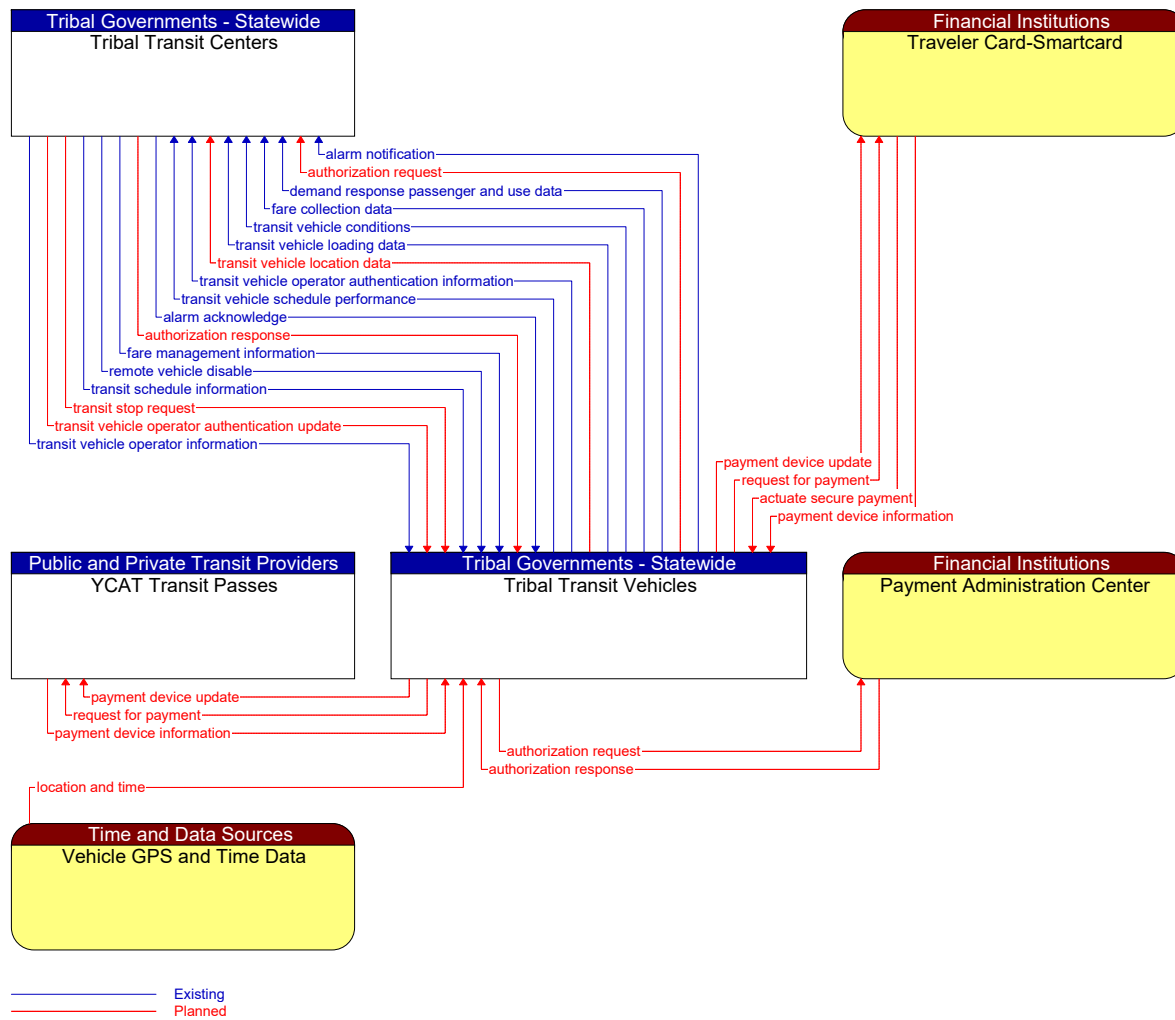 Tribal Governments - Statewide
Tribal Transit Centers
Financial Institutions
Traveler Card-Smartcard
alarm notification
authorization request
demand response passenger and use data
fare collection data
transit vehicle conditions
transit vehicle loading data
transit vehicle location data
transit vehicle operator authentication information
transit vehicle schedule performance
alarm acknowledge
authorization response
fare management information
remote vehicle disable
transit schedule information
transit stop request
transit vehicle operator authentication update
transit vehicle operator information
payment device update
request for payment
actuate secure payment
payment device information
Public and Private Transit Providers
YCAT Transit Passes
Tribal Governments - Statewide
Tribal Transit Vehicles
Financial Institutions
Payment Administration Center
payment device update
request for payment
payment device information
authorization request
authorization response
location and time
Time and Data Sources
Vehicle GPS and Time Data
Existing
Planned